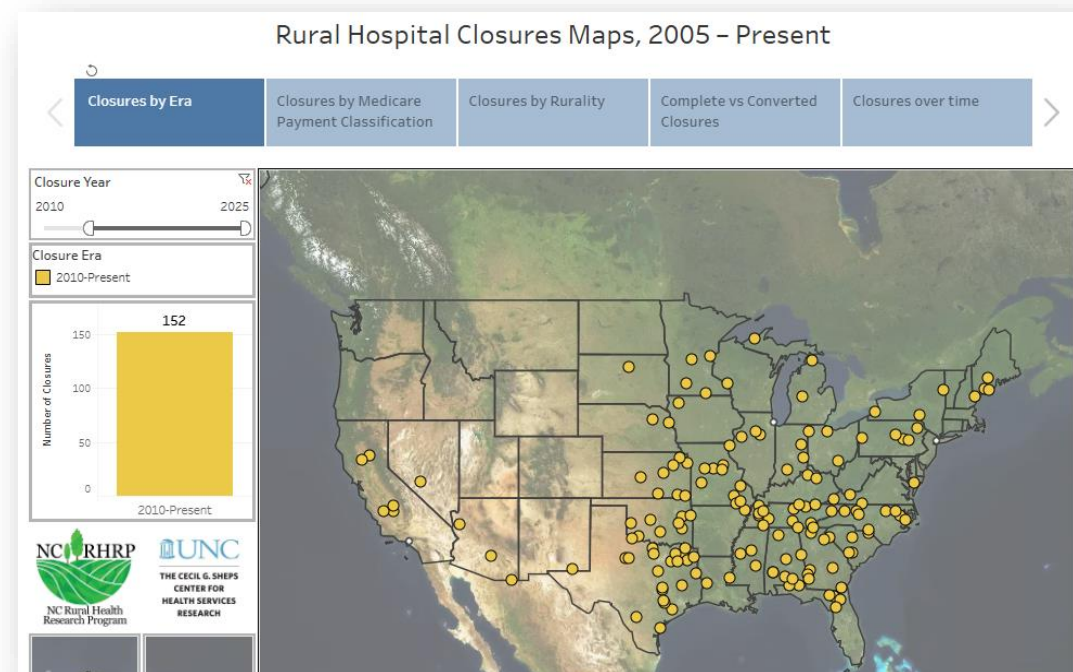 Rural Hospital Closures Maps, 2005 – Present
Closures by Era
Closures by Medicare
Payment Classification
Closures by Rurality
Complete vs Converted
Closures
Closures over time
Closure Year
2010 2025
Closure Era
2010-Present
152
150
100
50
0
Number of Closures
2010-Present
NC RHRP
NC Rural Health
Research Program
UNC
THE CECIL G. SHEPS
CENTER FOR
HEALTH SERVICES
RESEARCH